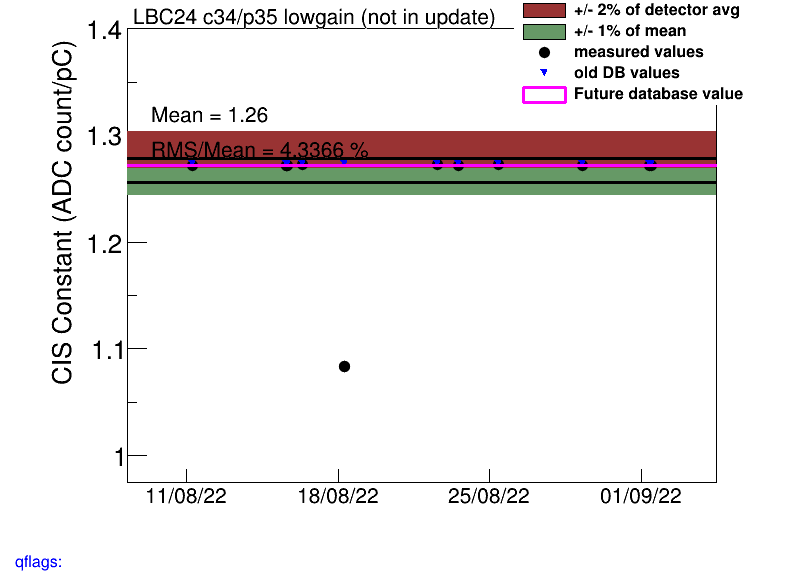 LBC24 c34/p35 lowgain (not in update)
+/- 2% of detector avg
+/- 1% of mean
measured values
old DB values
Future database value
Mean = 1.26
RMS/Mean = 4.3366 %
CIS Constant (ADC count/pC)
1.4
1.3
1.2
1.1
1
11/08/22
18/08/22
25/08/22
01/09/22
qflags: